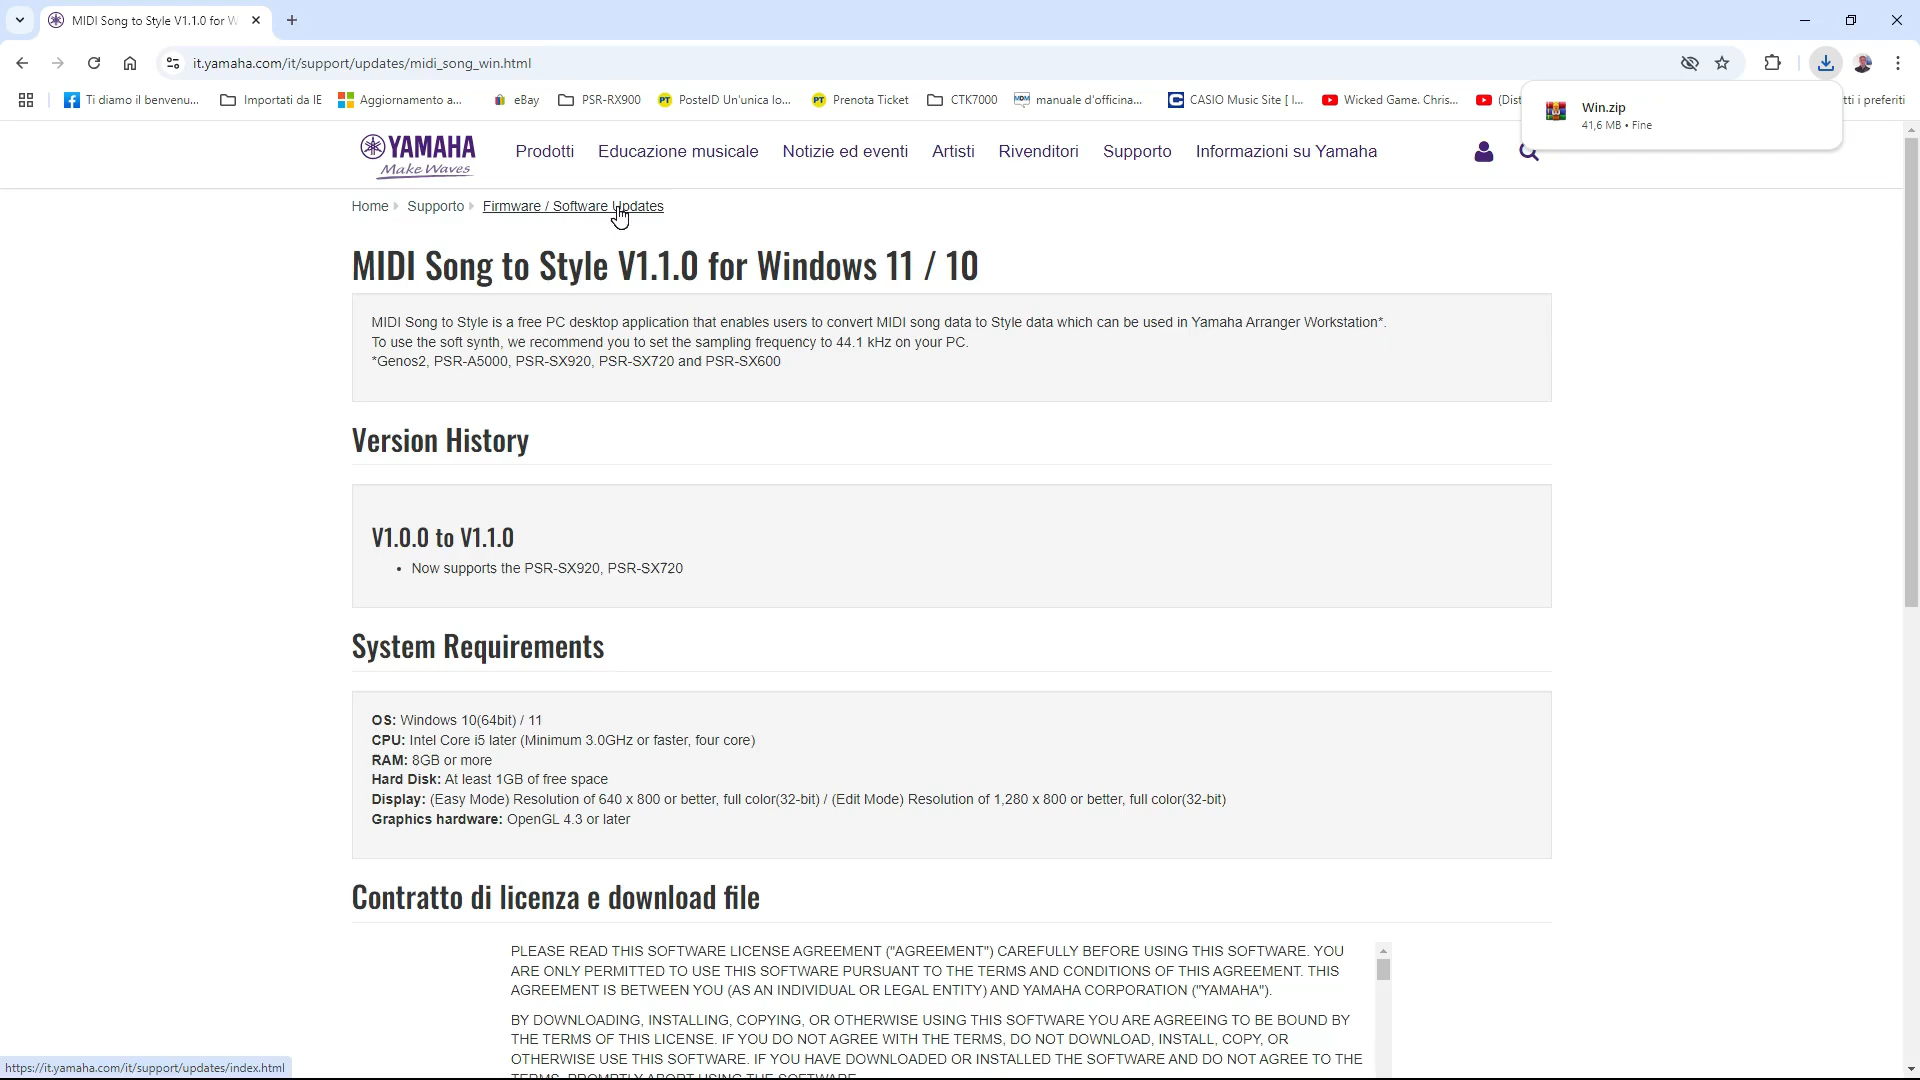 MIDI Song to Style V1.1.0 for W
it.yamaha.com/it/support/updates/midi_song_win.html
Ti diamo il benvenu...
Importati da IE
Aggiornamento a...
eBay
PSR-RX900
PT PosteID Un'unica lo...
PT Prenota Ticket
CTK7000
MDM manuale d'officina...
CASIO Music Site [ I...
Wicked Game. Chris...
(Dist
tti i preferiti
Win.zip
41,6 MB • Fine
YAMAHA
Make Waves
Prodotti
Educazione musicale
Notizie ed eventi
Artisti
Rivenditori
Supporto
Informazioni su Yamaha
Home
Supporto
Firmware / Software Updates
MIDI Song to Style V1.1.0 for Windows 11 / 10
MIDI Song to Style is a free PC desktop application that enables users to convert MIDI song data to Style data which can be used in Yamaha Arranger Workstation*.
To use the soft synth, we recommend you to set the sampling frequency to 44.1 kHz on your PC.
*Genos2, PSR-A5000, PSR-SX920, PSR-SX720 and PSR-SX600
Version History
V1.0.0 to V1.1.0
• Now supports the PSR-SX920, PSR-SX720
System Requirements
OS: Windows 10(64bit) / 11
CPU: Intel Core i5 later (Minimum 3.0GHz or faster, four core)
RAM: 8GB or more
Hard Disk: At least 1GB of free space
Display: (Easy Mode) Resolution of 640 x 800 or better, full color(32-bit) / (Edit Mode) Resolution of 1,280 x 800 or better, full color(32-bit)
Graphics hardware: OpenGL 4.3 or later
Contratto di licenza e download file
PLEASE READ THIS SOFTWARE LICENSE AGREEMENT ("AGREEMENT") CAREFULLY BEFORE USING THIS SOFTWARE. YOU
ARE ONLY PERMITTED TO USE THIS SOFTWARE PURSUANT TO THE TERMS AND CONDITIONS OF THIS AGREEMENT. THIS
AGREEMENT IS BETWEEN YOU (AS AN INDIVIDUAL OR LEGAL ENTITY) AND YAMAHA CORPORATION ("YAMAHA").
BY DOWNLOADING, INSTALLING, COPYING, OR OTHERWISE USING THIS SOFTWARE YOU ARE AGREEING TO BE BOUND BY
THE TERMS OF THIS LICENSE. IF YOU DO NOT AGREE WITH THE TERMS, DO NOT DOWNLOAD, INSTALL, COPY, OR
OTHERWISE USE THIS SOFTWARE. IF YOU HAVE DOWNLOADED OR INSTALLED THE SOFTWARE AND DO NOT AGREE TO THE
TERMS, PROMPTLY ABORT USING THE SOFTWARE.
https://it.yamaha.com/it/support/updates/index.html